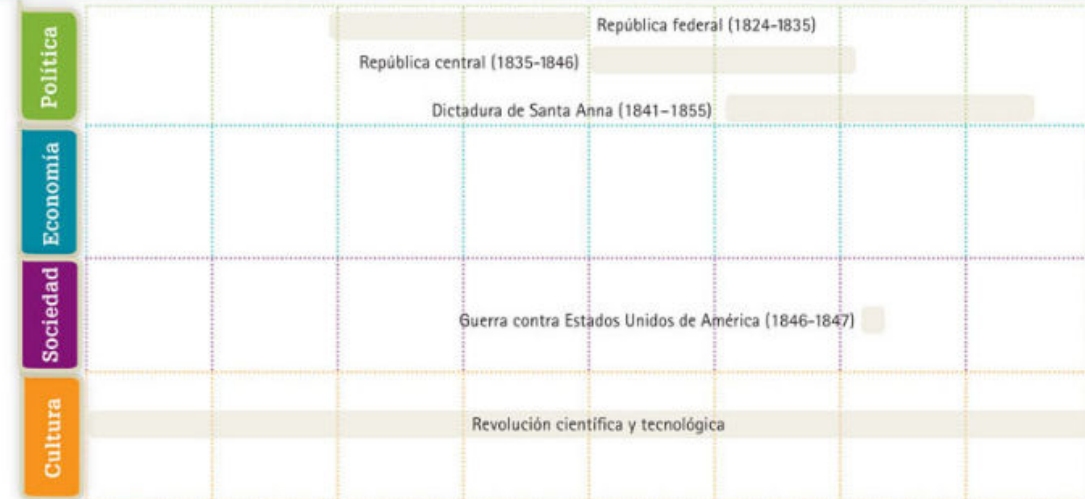 Política
República federal (1824-1835)
República central (1835-1846)
Dictadura de Santa Anna (1841-1855)
Economía
Sociedad
Guerra contra Estados Unidos de América (1846-1847)
Cultura
Revolución científica y tecnológica